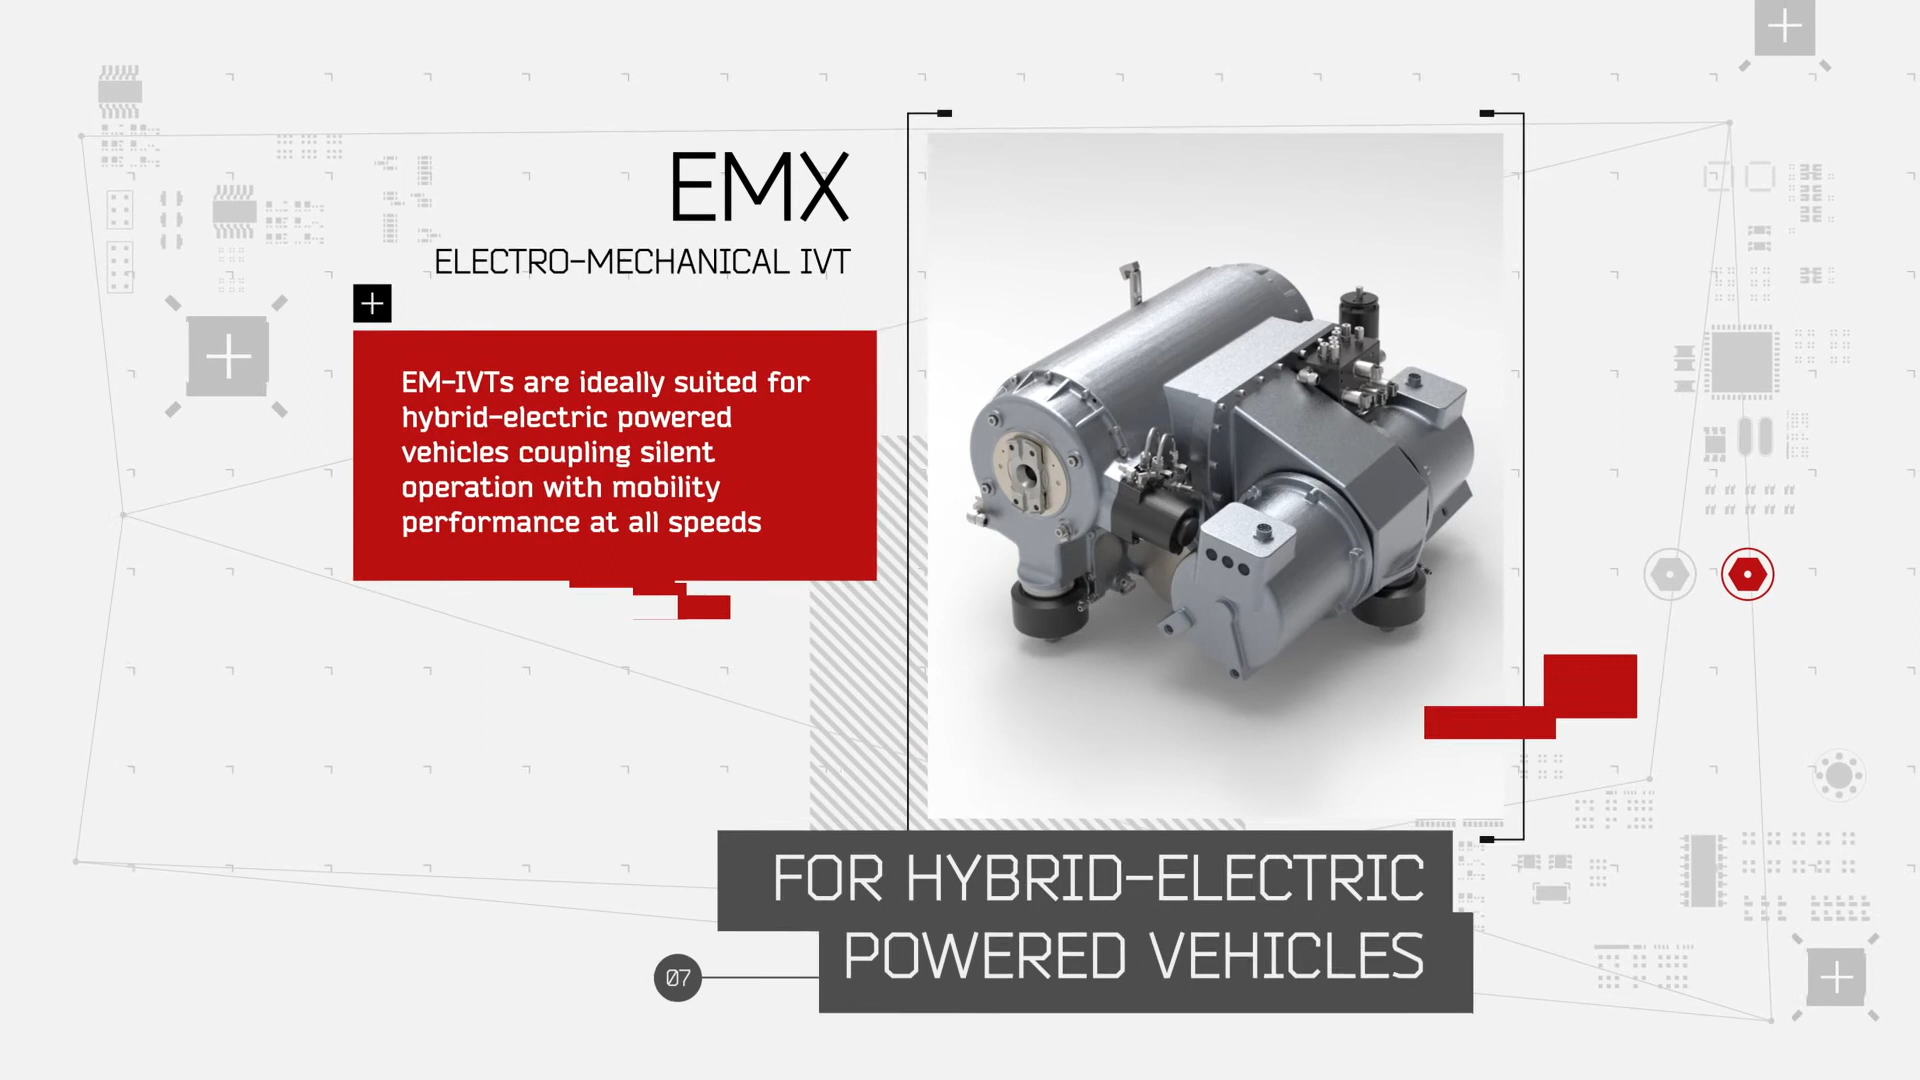 EMX
ELECTRO-MECHANICAL IVT
EM-IVTs are ideally suited for
hybrid-electric powered
vehicles coupling silent
operation with mobility
performance at all speeds
FOR HYBRID-ELECTRIC
POWERED VEHICLES
07